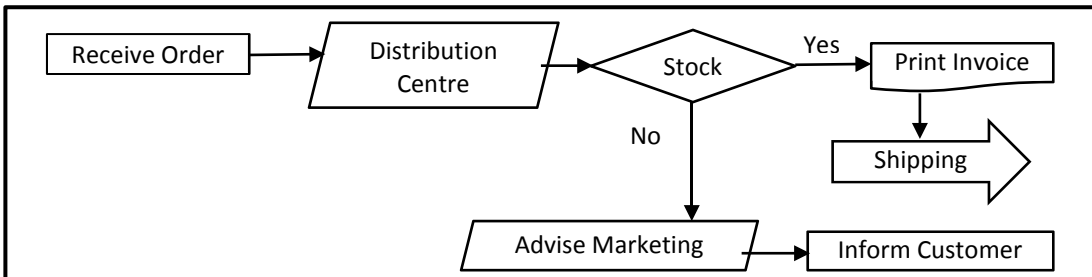 Receive Order
Distribution
Centre
Stock
Yes
Print Invoice
No
Shipping
Advise Marketing
Inform Customer